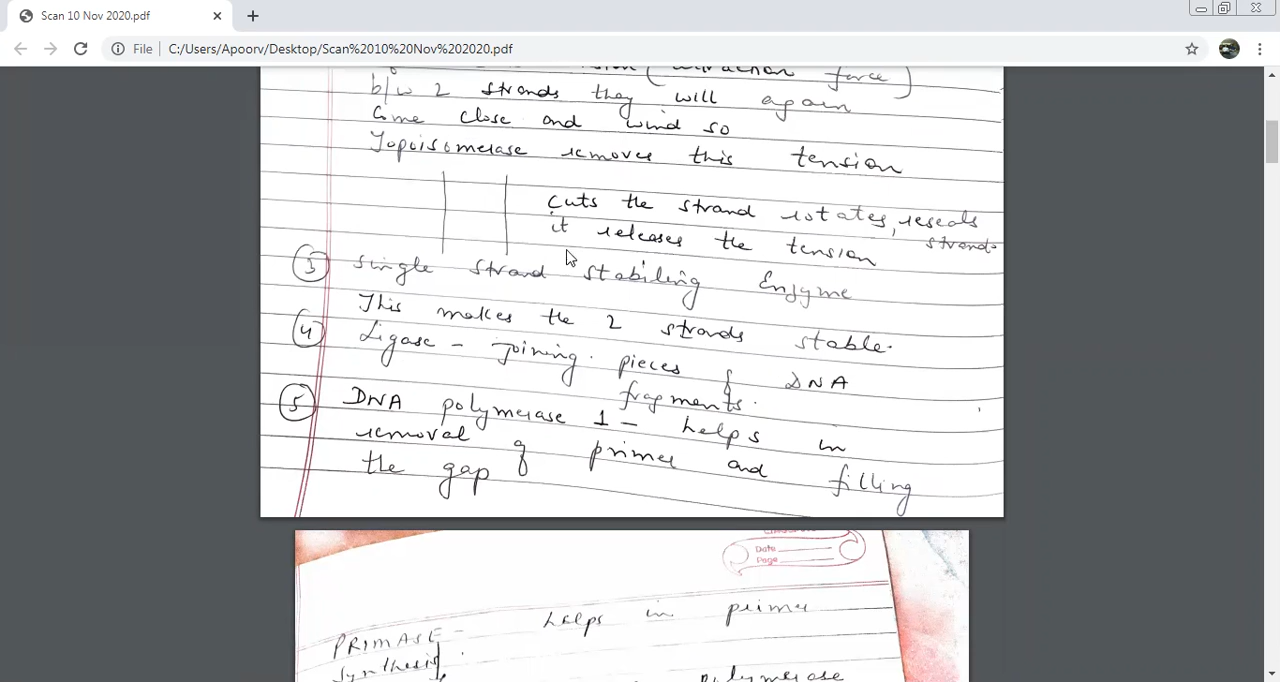 Scan 10 Nov 2020.pdf
File C:/Users/Apoorv/Desktop/Scan%2010%20Nov%202020.pdf
force)
b/w 2 strands they will again
Come close and wind so
Topoisomerase removes this tension
cuts the strand rotates, reseals
strands
it releases the tension
③ Single strand stabiling Enzyme
This makes the 2 strands stable.
④ Ligase - Joining pieces of DNA
fragments.
⑤ DNA polymerase 1 - helps in
removal of primer and filling
the gap
Date
Page
PRIMASE - helps in primer
synthesis
polymerase